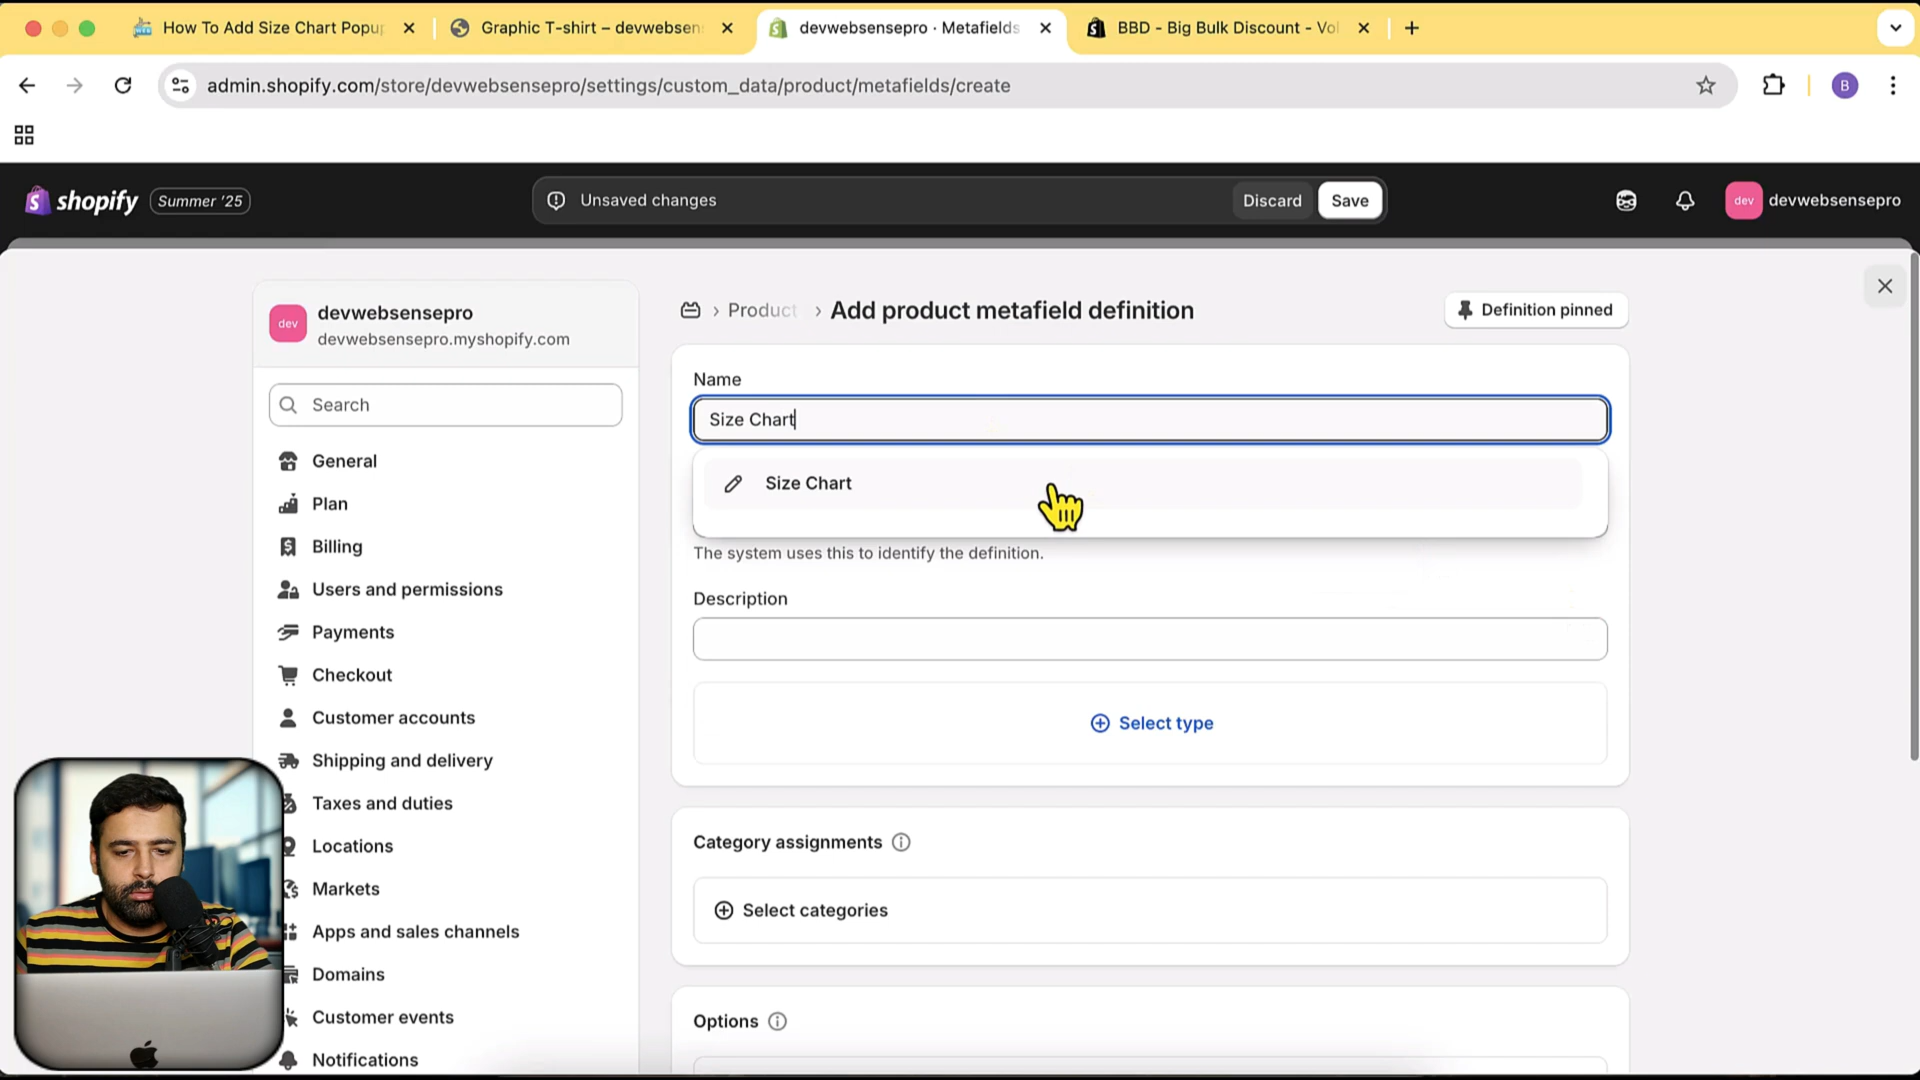 How To Add Size Chart Popup
Graphic T-shirt – devwebsen
devwebsensepro · Metafields
BBD - Big Bulk Discount - Vol
admin.shopify.com/store/devwebsensepro/settings/custom_data/product/metafields/create
B
shopify
Summer '25
Unsaved changes
Discard
Save
dev
devwebsensepro
dev
devwebsensepro
devwebsensepro.myshopify.com
Product
Add product metafield definition
Definition pinned
Search
Name
Size Chart
Size Chart
The system uses this to identify the definition.
Description
Select type
Category assignments
Select categories
Options
General
Plan
Billing
Users and permissions
Payments
Checkout
Customer accounts
Shipping and delivery
Taxes and duties
Locations
Markets
Apps and sales channels
Domains
Customer events
Notifications